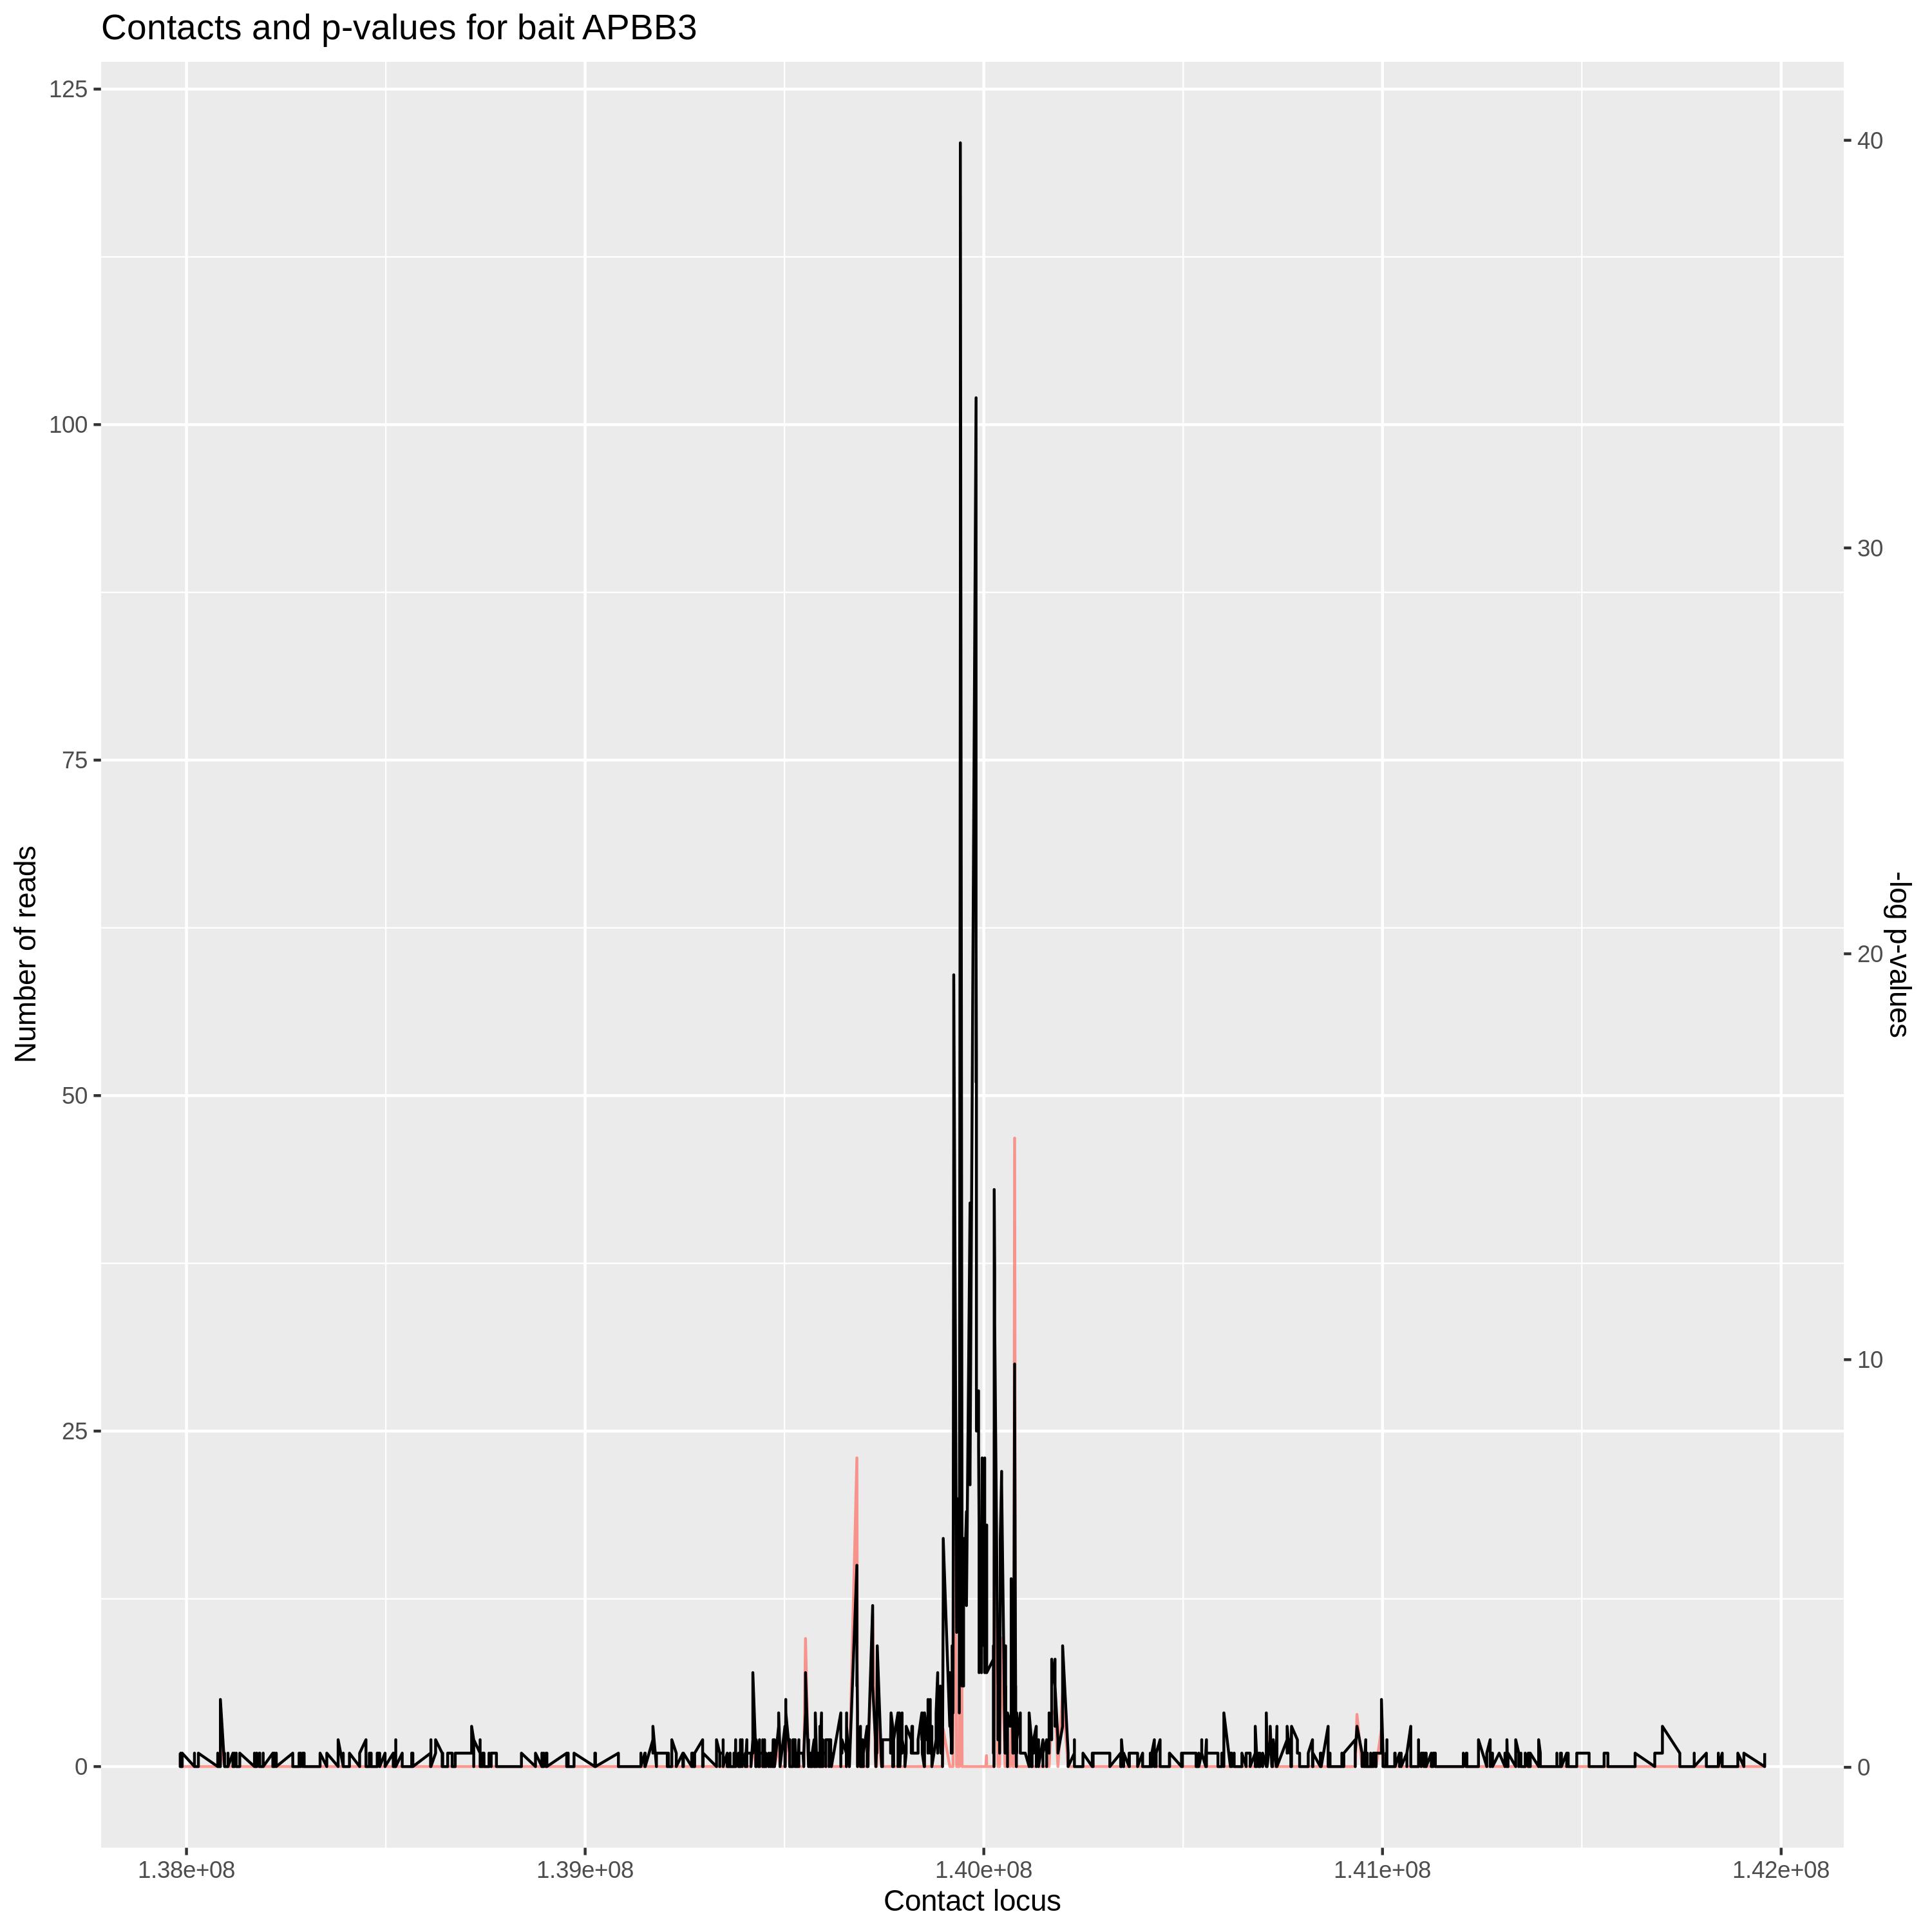 Contacts and p-values for bait APBB3
125
100
75
50
25
0
Number of reads
40
30
20
10
0
-log p-values
1.38e+08 1.39e+08 1.40e+08 1.41e+08 1.42e+08
Contact locus